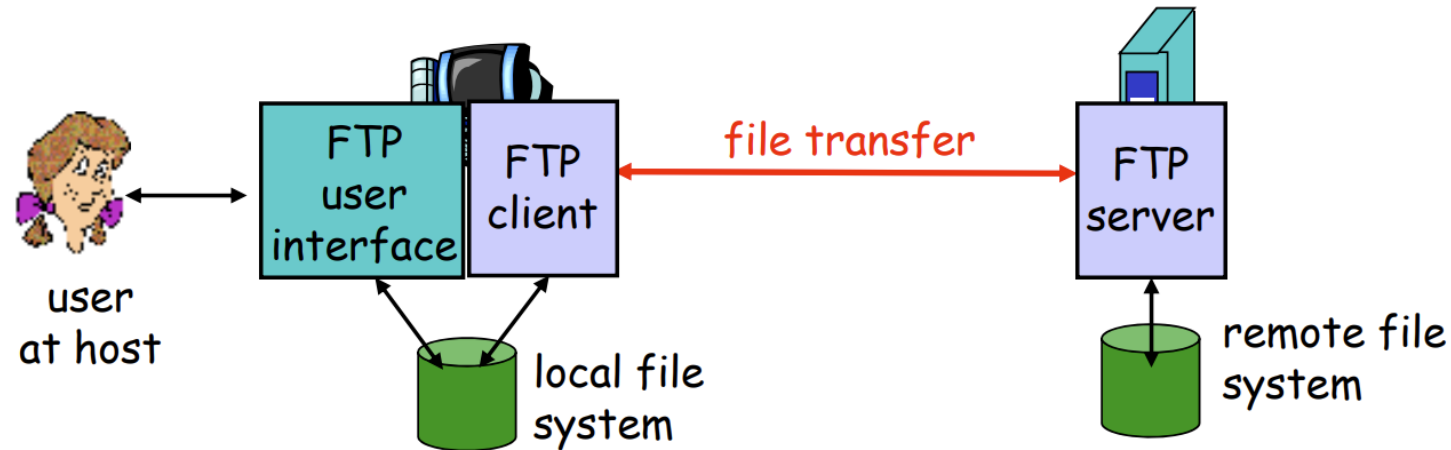 FTP
user
interface
FTP
client
file transfer
FTP
server
user
at host
local file
system
remote file
system